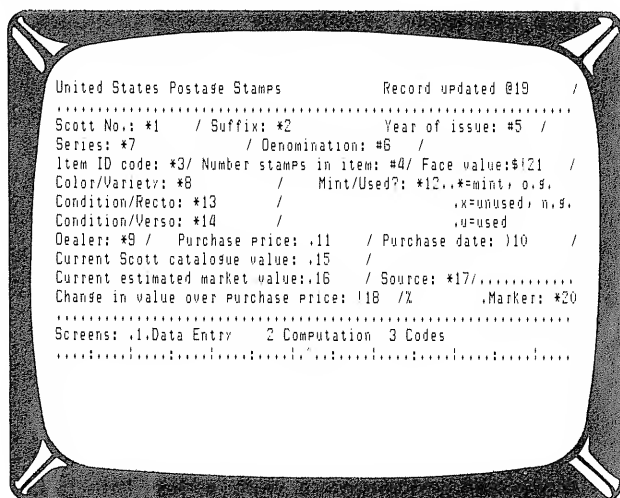 United States Postage Stamps Record updated @19 /
Scott No.: *1 / Suffix: *2 Year of issue: #5 /
Series: *7 / Denomination: #6 /
Item ID code: *3/ Number stamps in item: #4/ Face value:$!21 /
Color/Variety: *8 / Mint/Used?: *12..*=mint, o.g.
Condition/Recto: *13 / .x=unused, n.g.
Condition/Verso: *14 / .u=used
Dealer: *9 / Purchase price: .11 / Purchase date: )10 /
Current Scott catalogue value: .15 /
Current estimated market value:.16 / Source: *17/............
Change in value over purchase price: !18 /% .Marker: *20
Screens: .1.Data Entry 2 Computation 3 Codes